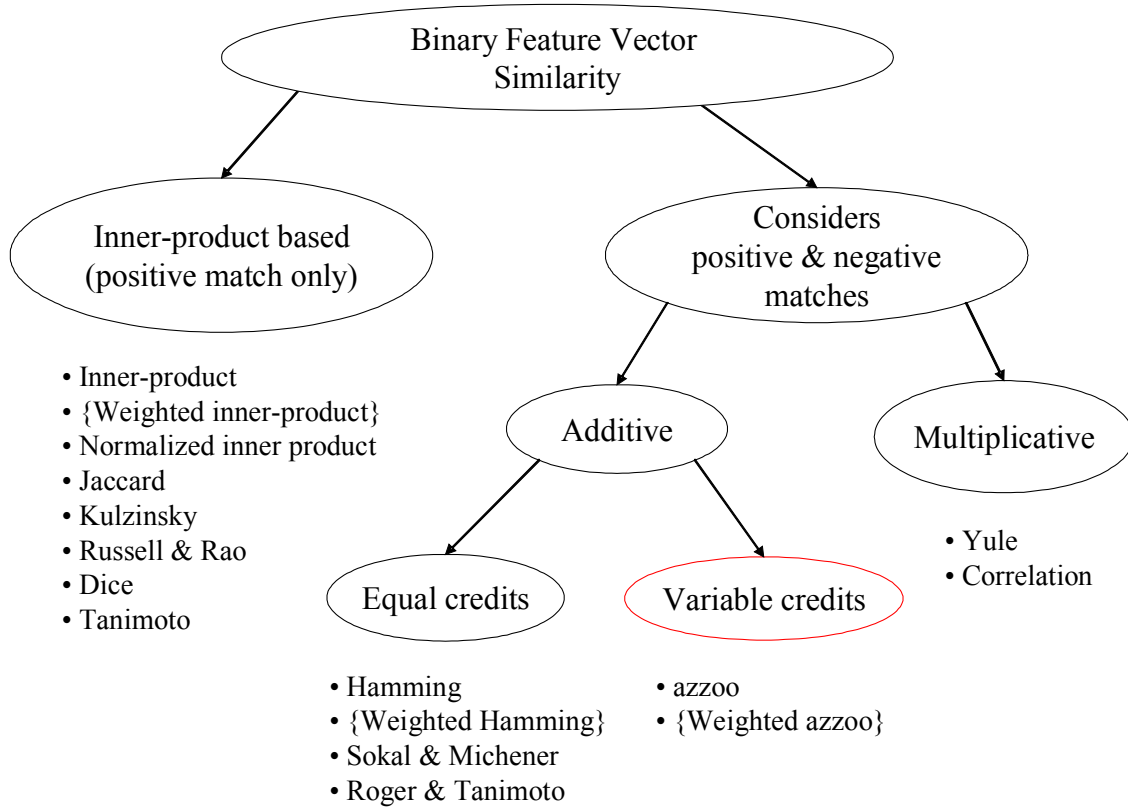 Binary Feature Vector
Similarity
Inner-product based
(positive match only)
Considers
positive & negative
matches
• Inner-product
• {Weighted inner-product}
• Normalized inner product
• Jaccard
• Kulzinsky
• Russell & Rao
• Dice
• Tanimoto
Additive
Multiplicative
• Yule
• Correlation
Equal credits
Variable credits
• Hamming
• {Weighted Hamming}
• Sokal & Michener
• Roger & Tanimoto
• azzoo
• {Weighted azzoo}